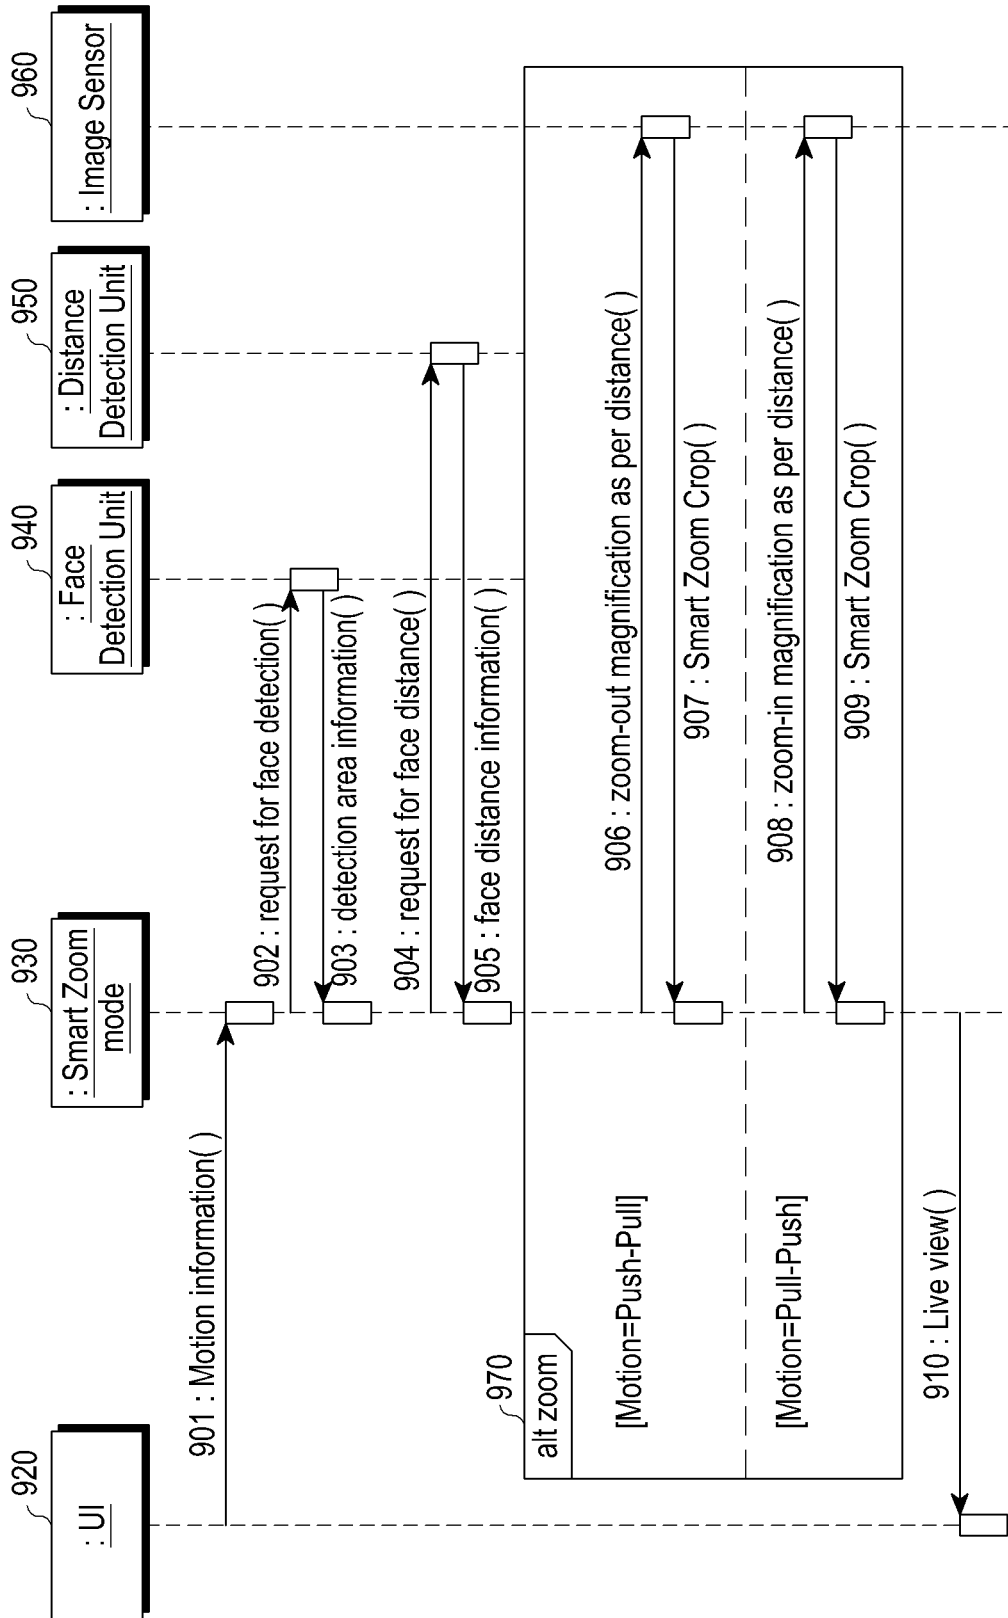 920
: UI
930
: Smart Zoom
mode
940
: Face
Detection Unit
950
: Distance
Detection Unit
960
: Image Sensor
901 : Motion information( )
902 : request for face detection( )
903 : detection area information( )
904 : request for face distance( )
905 : face distance information( )
970
alt zoom
[Motion=Push-Pull]
906 : zoom-out magnification as per distance( )
907 : Smart Zoom Crop( )
[Motion=Pull-Push]
908 : zoom-in magnification as per distance( )
909 : Smart Zoom Crop( )
910 : Live view( )